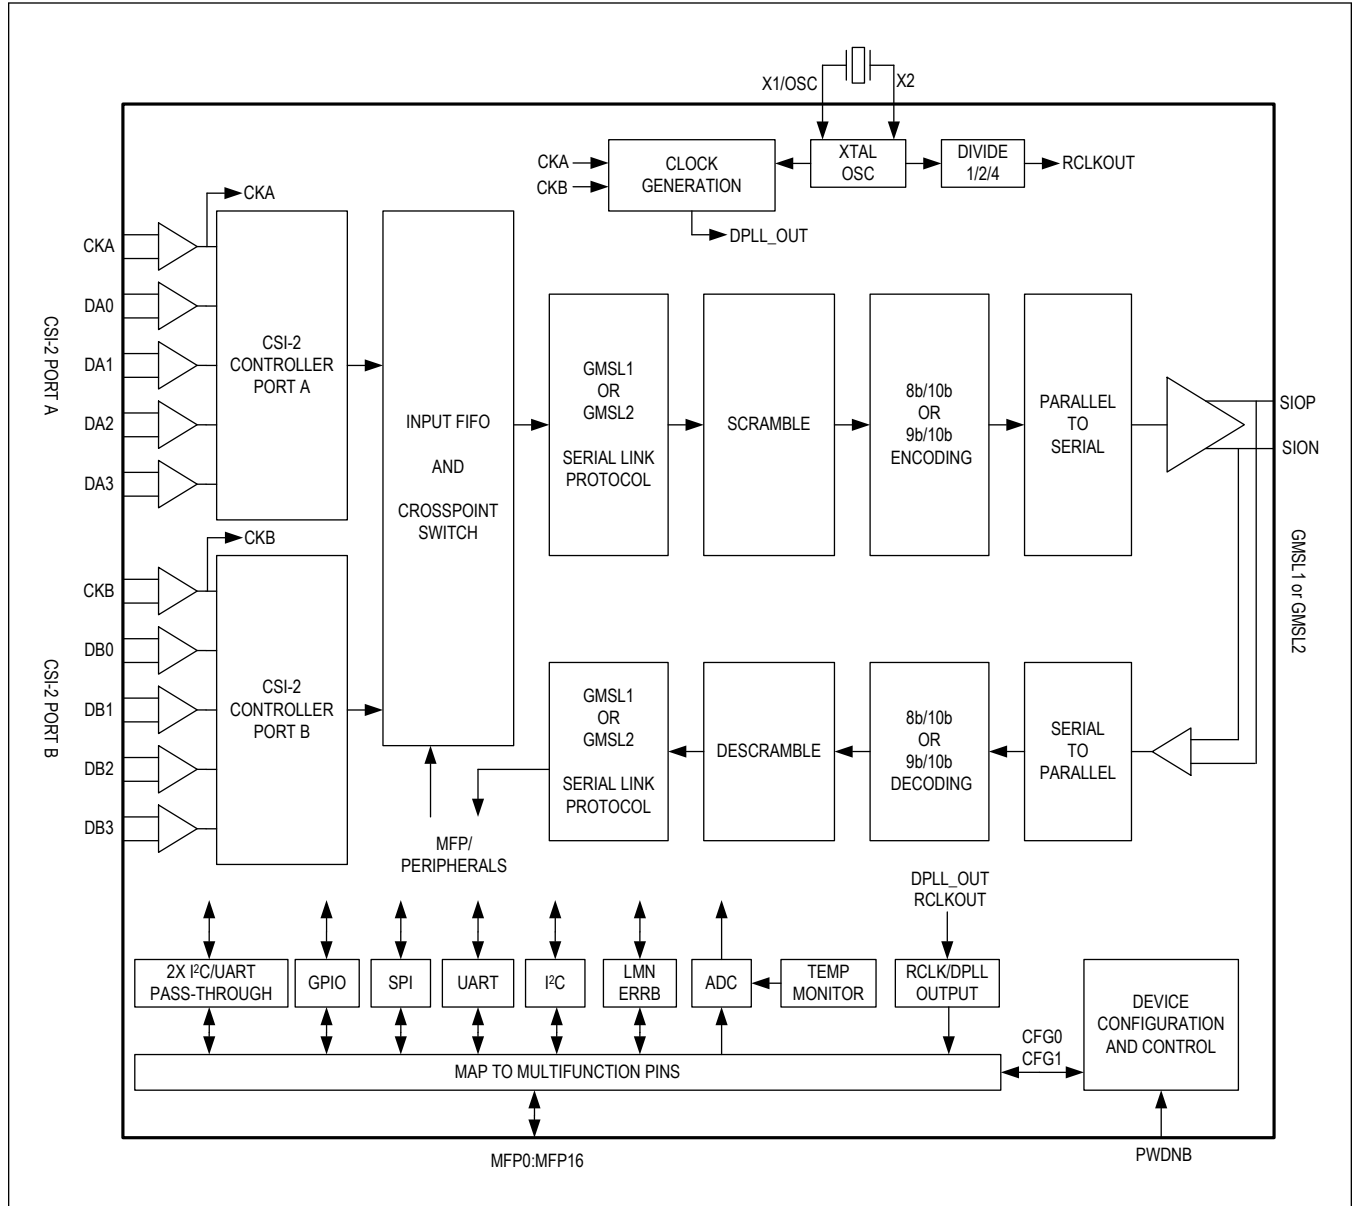 X1/OSC
X2
CKA
CKB
CLOCK
GENERATION
XTAL
OSC
DIVIDE
1/2/4
RCLKOUT
DPLL_OUT
CKA
CSI-2 PORT A
CKA
DA0
DA1
DA2
DA3
CSI-2
CONTROLLER
PORT A
CKB
CSI-2 PORT B
CKB
DB0
DB1
DB2
DB3
CSI-2
CONTROLLER
PORT B
INPUT FIFO
AND
CROSSPOINT
SWITCH
GMSL1
OR
GMSL2
SERIAL LINK
PROTOCOL
SCRAMBLE
8b/10b
OR
9b/10b
ENCODING
PARALLEL
TO
SERIAL
SIOP
SION
GMSL1 or GMSL2
GMSL1
OR
GMSL2
SERIAL LINK
PROTOCOL
DESCRAMBLE
8b/10b
OR
9b/10b
DECODING
SERIAL
TO
PARALLEL
MFP/
PERIPHERALS
DPLL_OUT
RCLKOUT
2X I²C/UART
PASS-THROUGH
GPIO
SPI
UART
I²C
LMN
ERRB
ADC
TEMP
MONITOR
RCLK/DPLL
OUTPUT
DEVICE
CONFIGURATION
AND CONTROL
CFG0
CFG1
MAP TO MULTIFUNCTION PINS
MFP0:MFP16
PWDNB